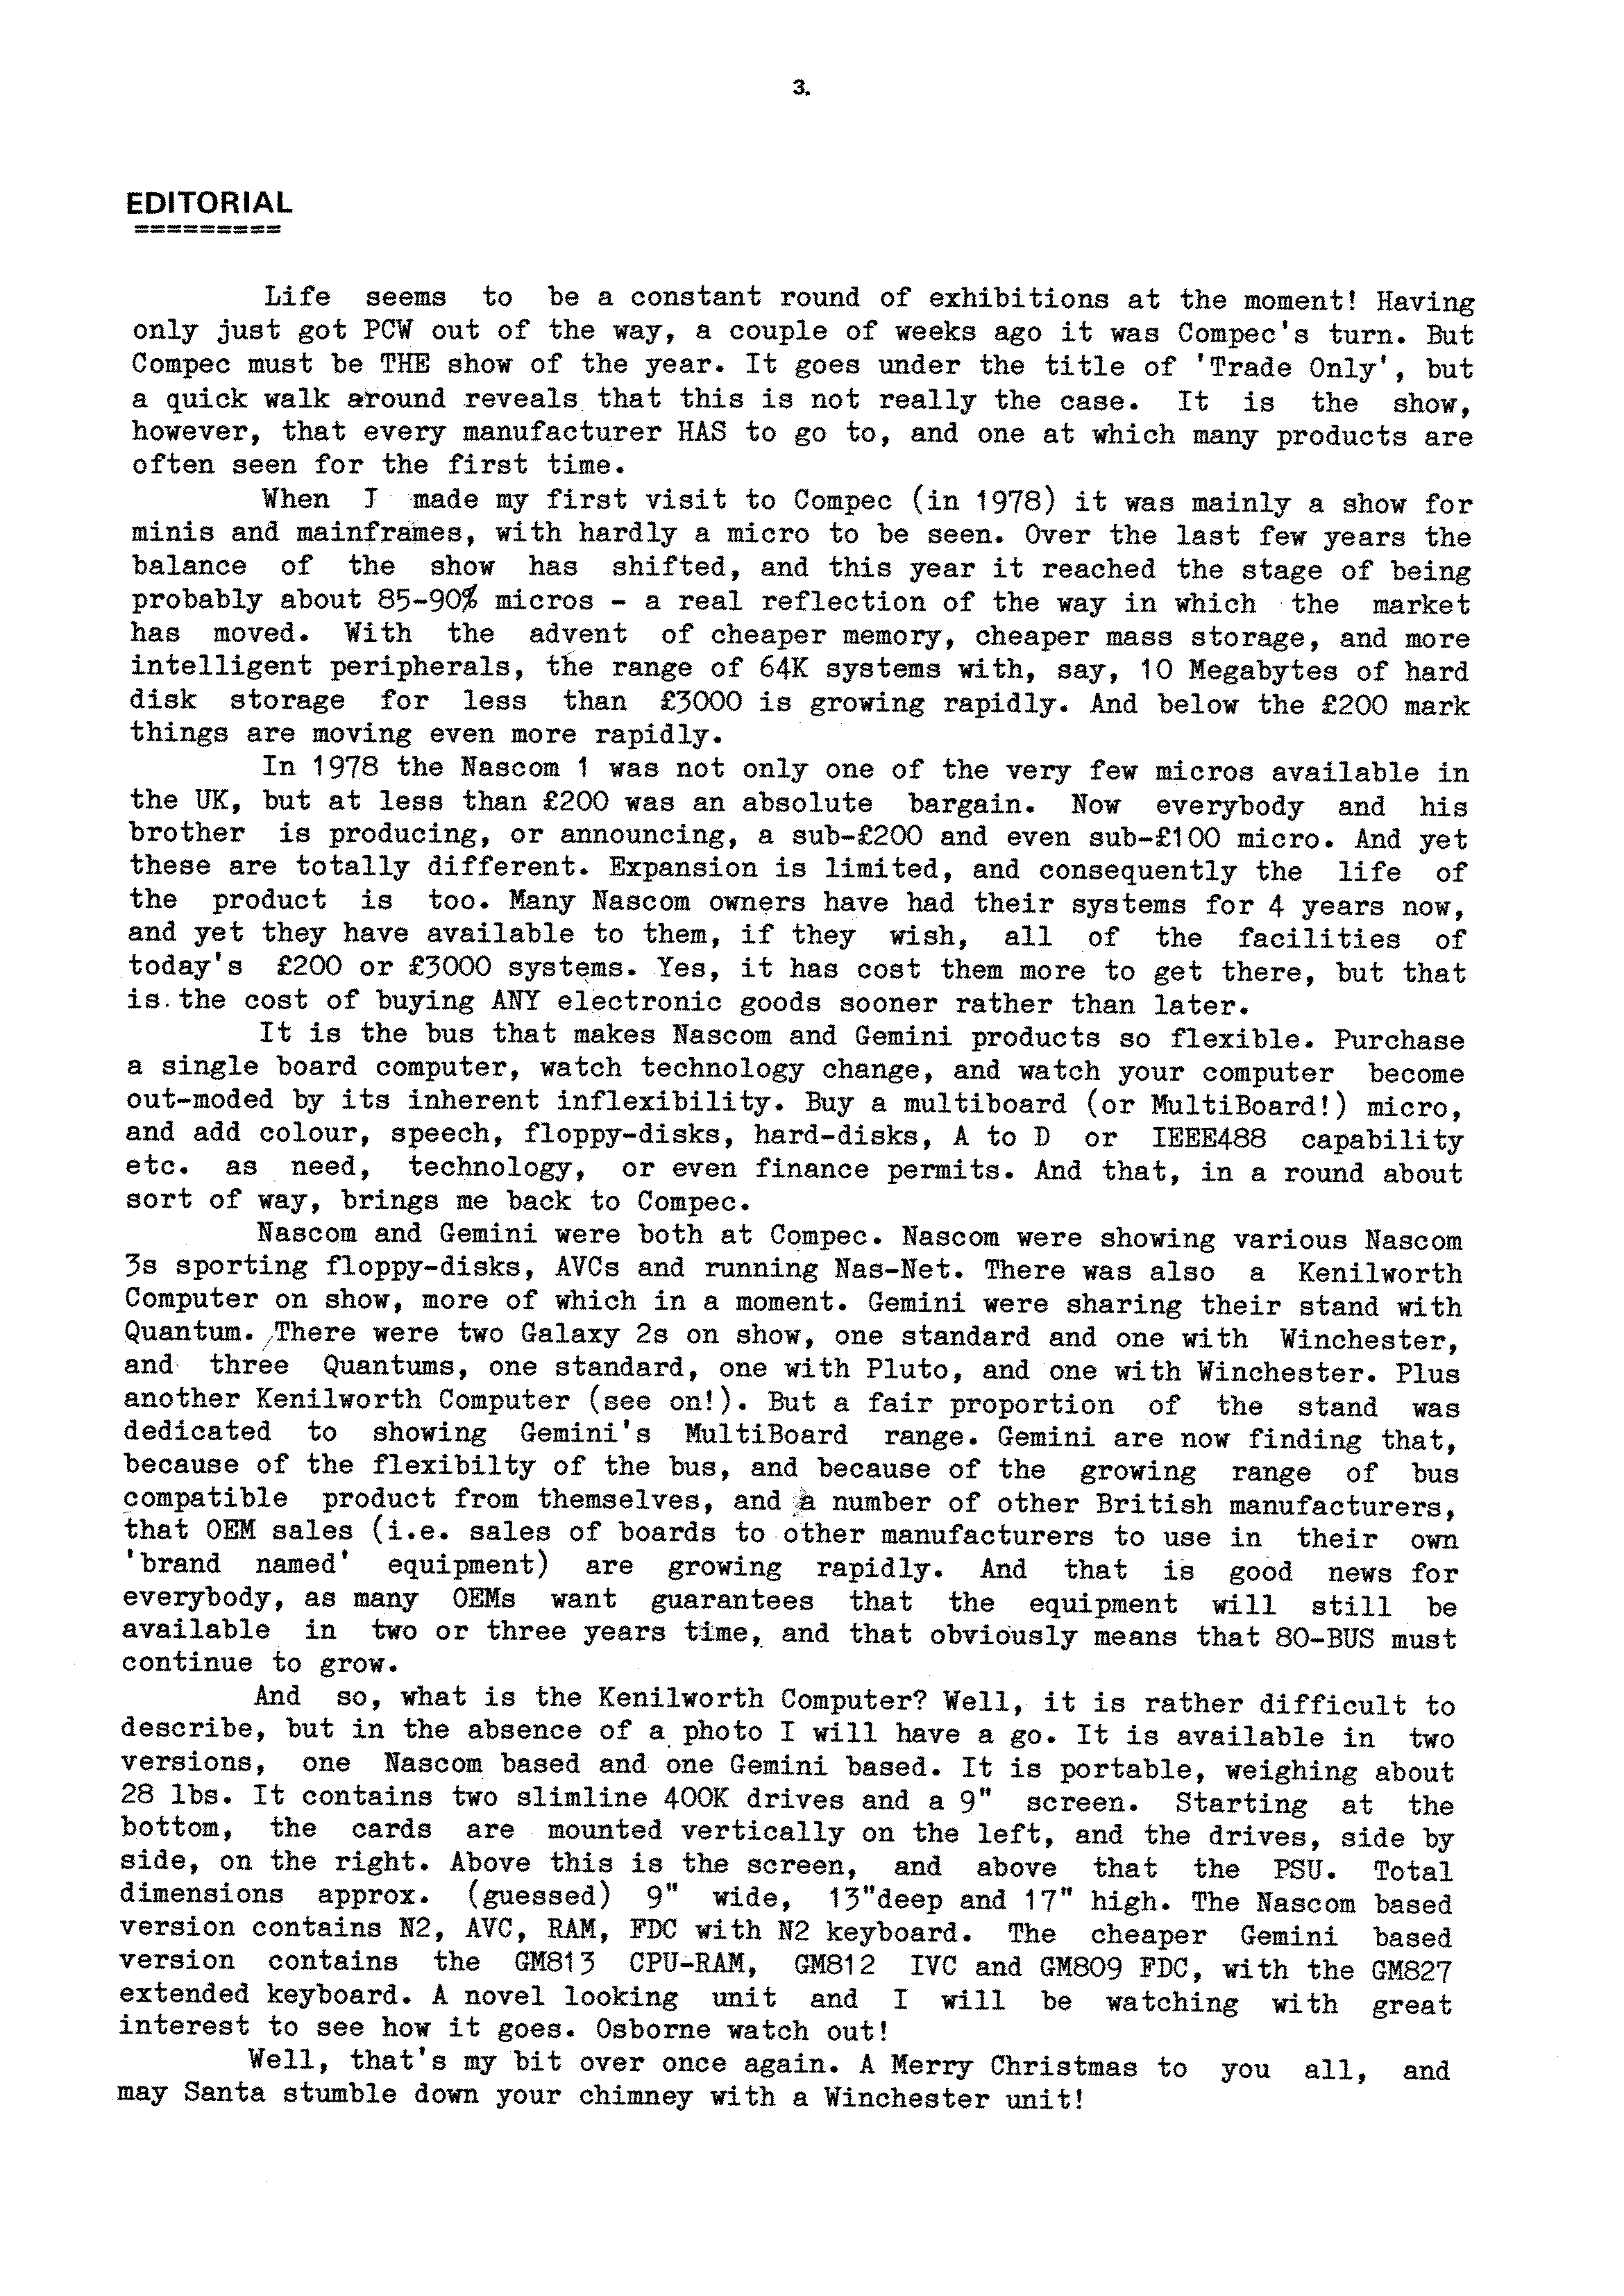 3.
EDITORIAL
=========
Life seems to be a constant round of exhibitions at the moment! Having
only just got PCW out of the way, a couple of weeks ago it was Compec's turn. But
Compec must be THE show of the year. It goes under the title of 'Trade Only', but
a quick walk around reveals that this is not really the case. It is the show,
however, that every manufacturer HAS to go to, and one at which many products are
often seen for the first time.
When I made my first visit to Compec (in 1978) it was mainly a show for
minis and mainframes, with hardly a micro to be seen. Over the last few years the
balance of the show has shifted, and this year it reached the stage of being
probably about 85-90% micros - a real reflection of the way in which the market
has moved. With the advent of cheaper memory, cheaper mass storage, and more
intelligent peripherals, the range of 64K systems with, say, 10 Megabytes of hard
disk storage for less than £3000 is growing rapidly. And below the £200 mark
things are moving even more rapidly.
In 1978 the Nascom 1 was not only one of the very few micros available in
the UK, but at less than £200 was an absolute bargain. Now everybody and his
brother is producing, or announcing, a sub-£200 and even sub-£100 micro. And yet
these are totally different. Expansion is limited, and consequently the life of
the product is too. Many Nascom owners have had their systems for 4 years now,
and yet they have available to them, if they wish, all of the facilities of
today's £200 or £3000 systems. Yes, it has cost them more to get there, but that
is the cost of buying ANY electronic goods sooner rather than later.
It is the bus that makes Nascom and Gemini products so flexible. Purchase
a single board computer, watch technology change, and watch your computer become
out-moded by its inherent inflexibility. Buy a multiboard (or MultiBoard!) micro,
and add colour, speech, floppy-disks, hard-disks, A to D or IEEE488 capability
etc. as need, technology, or even finance permits. And that, in a round about
sort of way, brings me back to Compec.
Nascom and Gemini were both at Compec. Nascom were showing various Nascom
3s sporting floppy-disks, AVCs and running Nas-Net. There was also a Kenilworth
Computer on show, more of which in a moment. Gemini were sharing their stand with
Quantum. There were two Galaxy 2s on show, one standard and one with Winchester,
and three Quantums, one standard, one with Pluto, and one with Winchester. Plus
another Kenilworth Computer (see on!). But a fair proportion of the stand was
dedicated to showing Gemini's MultiBoard range. Gemini are now finding that,
because of the flexibilty of the bus, and because of the growing range of bus
compatible product from themselves, and a number of other British manufacturers,
that OEM sales (i.e. sales of boards to other manufacturers to use in their own
'brand named' equipment) are growing rapidly. And that is good news for
everybody, as many OEMs want guarantees that the equipment will still be
available in two or three years time, and that obviously means that 80-BUS must
continue to grow.
And so, what is the Kenilworth Computer? Well, it is rather difficult to
describe, but in the absence of a photo I will have a go. It is available in two
versions, one Nascom based and one Gemini based. It is portable, weighing about
28 lbs. It contains two slimline 400K drives and a 9" screen. Starting at the
bottom, the cards are mounted vertically on the left, and the drives, side by
side, on the right. Above this is the screen, and above that the PSU. Total
dimensions approx. (guessed) 9" wide, 13"deep and 17" high. The Nascom based
version contains N2, AVC, RAM, FDC with N2 keyboard. The cheaper Gemini based
version contains the GM813 CPU-RAM, GM812 IVC and GM809 FDC, with the GM827
extended keyboard. A novel looking unit and I will be watching with great
interest to see how it goes. Osborne watch out!
Well, that's my bit over once again. A Merry Christmas to you all, and
may Santa stumble down your chimney with a Winchester unit!